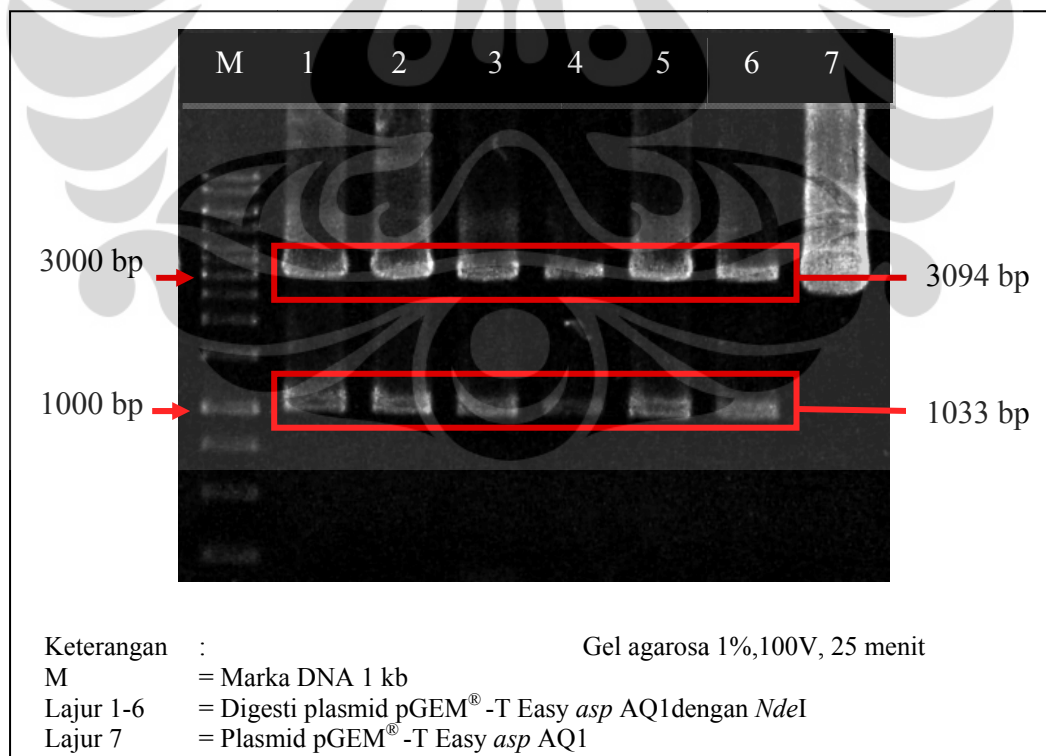 M 1 2 3 4 5 6 7
3000 bp 3094 bp
1000 bp 1033 bp
Keterangan : Gel agarosa 1%,100V, 25 menit
M = Marka DNA 1 kb
Lajur 1-6 = Digesti plasmid pGEM® -T Easy asp AQ1dengan NdeI
Lajur 7 = Plasmid pGEM® -T Easy asp AQ1